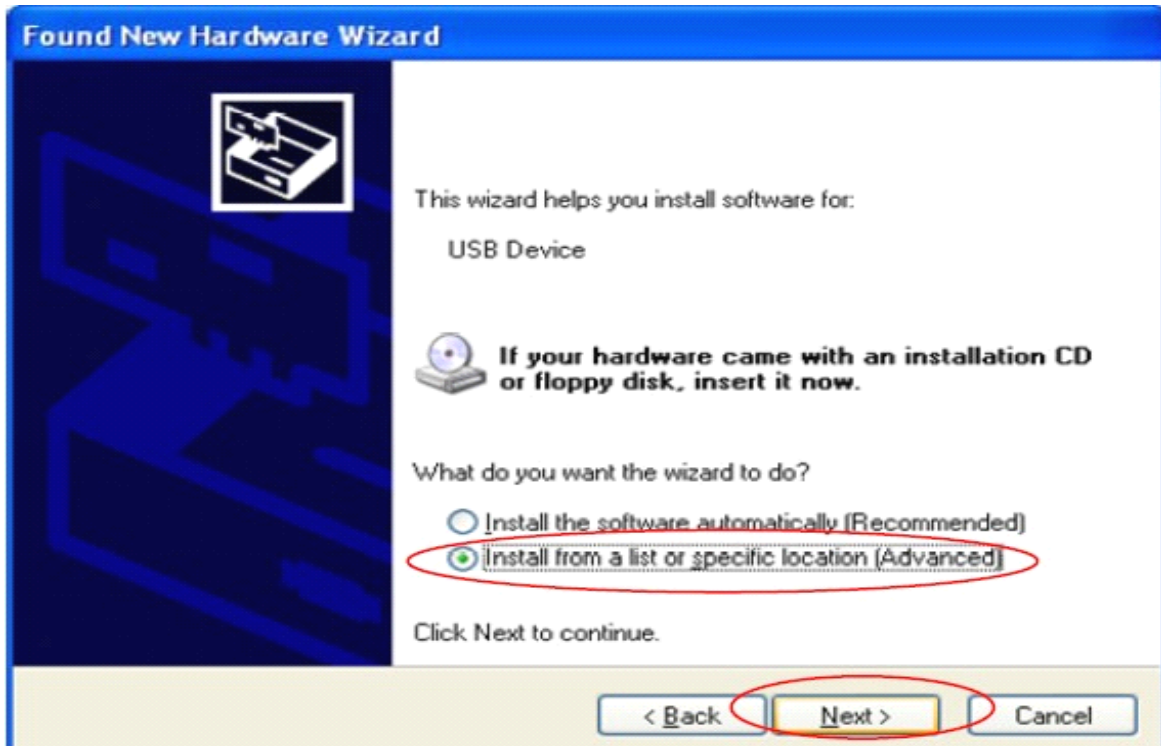 Found New Hardware Wizard
This wizard helps you install software for:
USB Device
If your hardware came with an installation CD
or floppy disk, insert it now.
What do you want the wizard to do?
Install the software automatically (Recommended)
Install from a list or specific location (Advanced)
Click Next to continue.
< Back
Next >
Cancel